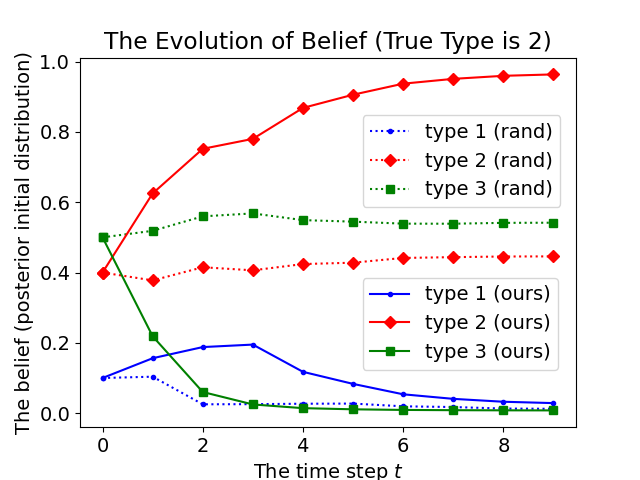 The Evolution of Belief (True Type is 2)
The belief (posterior initial distribution)
1.0
0.8
0.6
0.4
0.2
0.0
type 1 (rand)
type 2 (rand)
type 3 (rand)
type 1 (ours)
type 2 (ours)
type 3 (ours)
0 2 4 6 8
The time step t